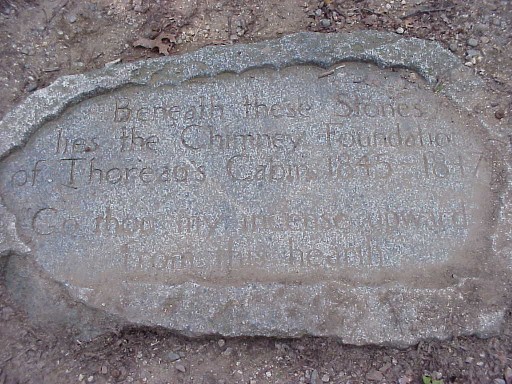 Beneath these Stones
lies the Chimney Foundation
of Thoreau's Cabin 1845-1847
Go thou my incense upward
from this hearth